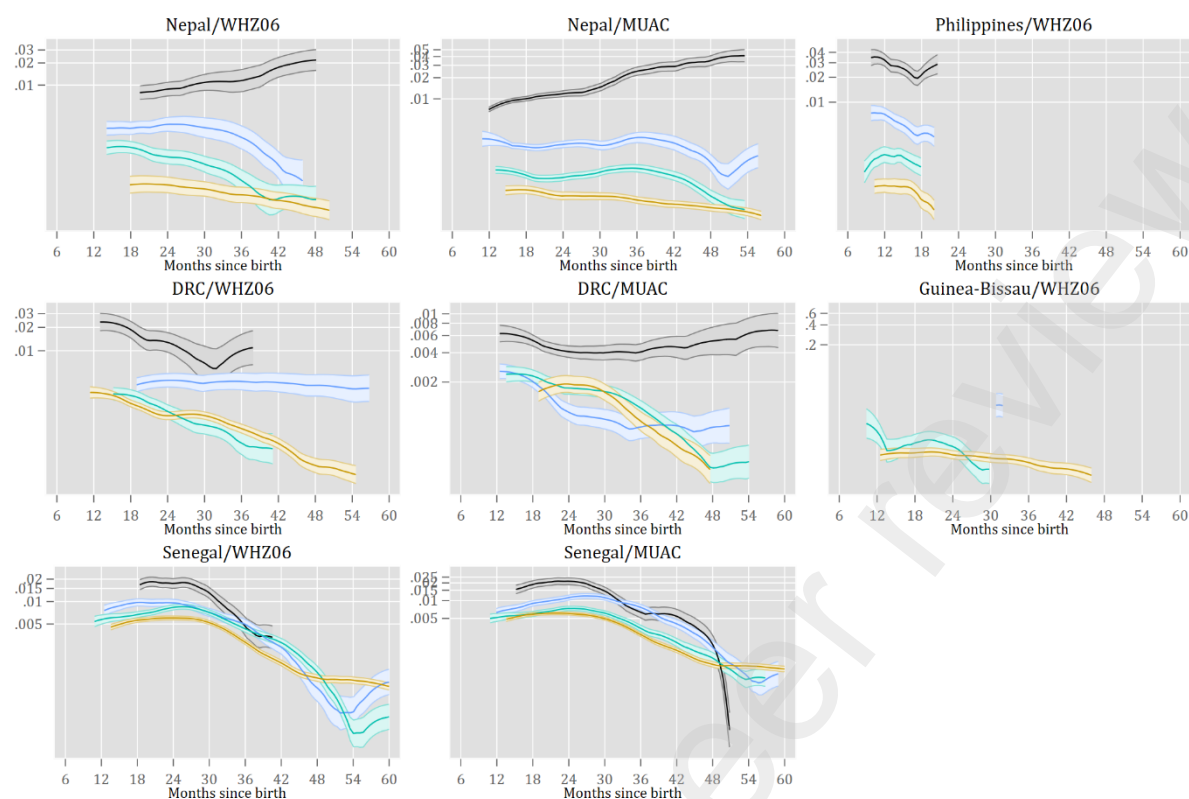 Nepal/WHZ06
.03
.02
.01
6 12 18 24 30 36 42 48 54 60
Months since birth
Nepal/MUAC
.05
.04
.03
.02
.01
6 12 18 24 30 36 42 48 54 60
Months since birth
Philippines/WHZ06
.04
.03
.02
.01
6 12 18 24 30 36 42 48 54 60
Months since birth
DRC/WHZ06
.03
.02
.01
6 12 18 24 30 36 42 48 54 60
Months since birth
DRC/MUAC
.01
.008
.006
.004
.002
6 12 18 24 30 36 42 48 54 60
Months since birth
Guinea-Bissau/WHZ06
.6
.4
.2
6 12 18 24 30 36 42 48 54 60
Months since birth
Senegal/WHZ06
.02
.015
.01
.005
6 12 18 24 30 36 42 48 54 60
Months since birth
Senegal/MUAC
.025
.02
.015
.01
.005
6 12 18 24 30 36 42 48 54 60
Months since birth
eer review